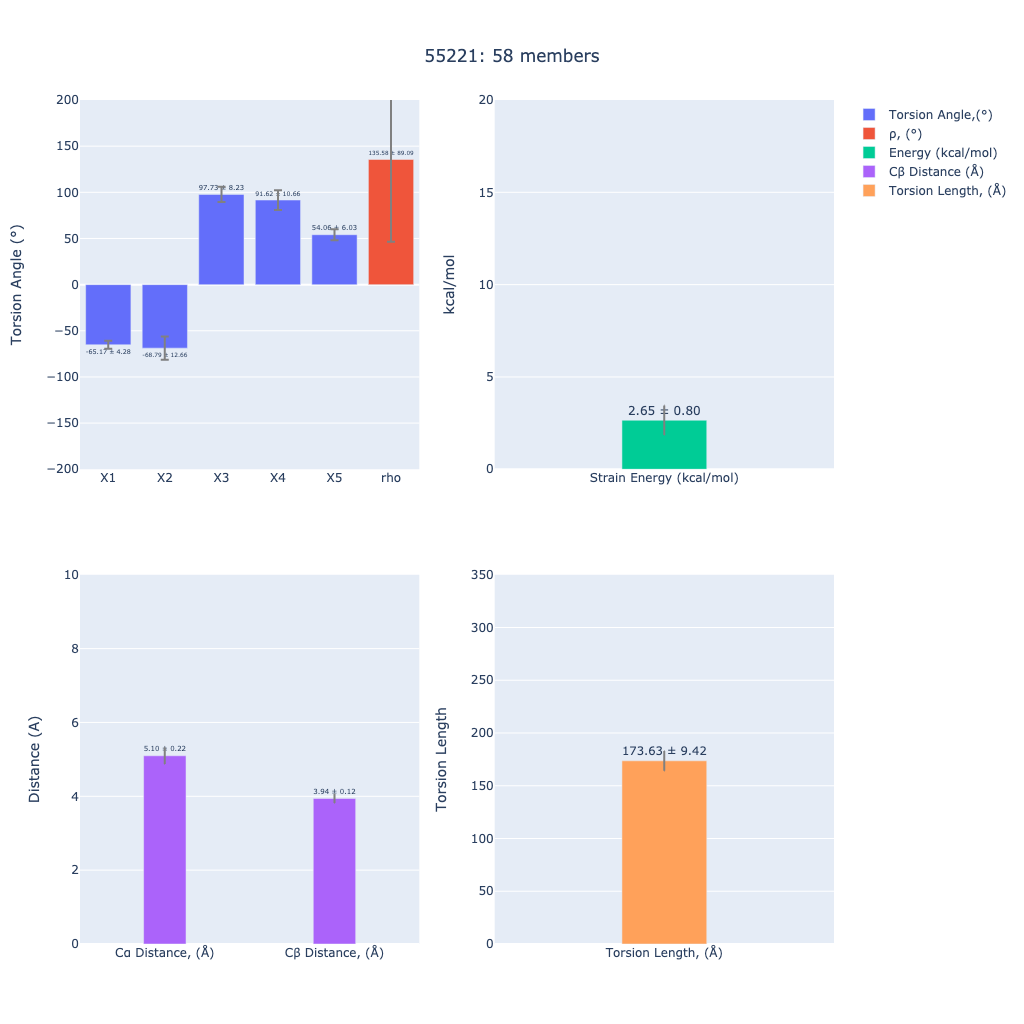 55221: 58 members
Torsion Angle (°)
200
150
100
50
0
−50
−100
−150
−200
-65.17 ± 4.28
-68.79 ± 12.66
97.73 ± 8.23
91.62 ± 10.66
54.06 ± 6.03
135.58 ± 89.09
X1 X2 X3 X4 X5 rho
kcal/mol
20
15
10
5
0
2.65 ± 0.80
Strain Energy (kcal/mol)
Torsion Angle,(°)
ρ, (°)
Energy (kcal/mol)
Cβ Distance (Å)
Torsion Length, (Å)
Distance (A)
10
8
6
4
2
0
5.10 ± 0.22
3.94 ± 0.12
Cα Distance, (Å) Cβ Distance, (Å)
Torsion Length
350
300
250
200
150
100
50
0
173.63 ± 9.42
Torsion Length, (Å)